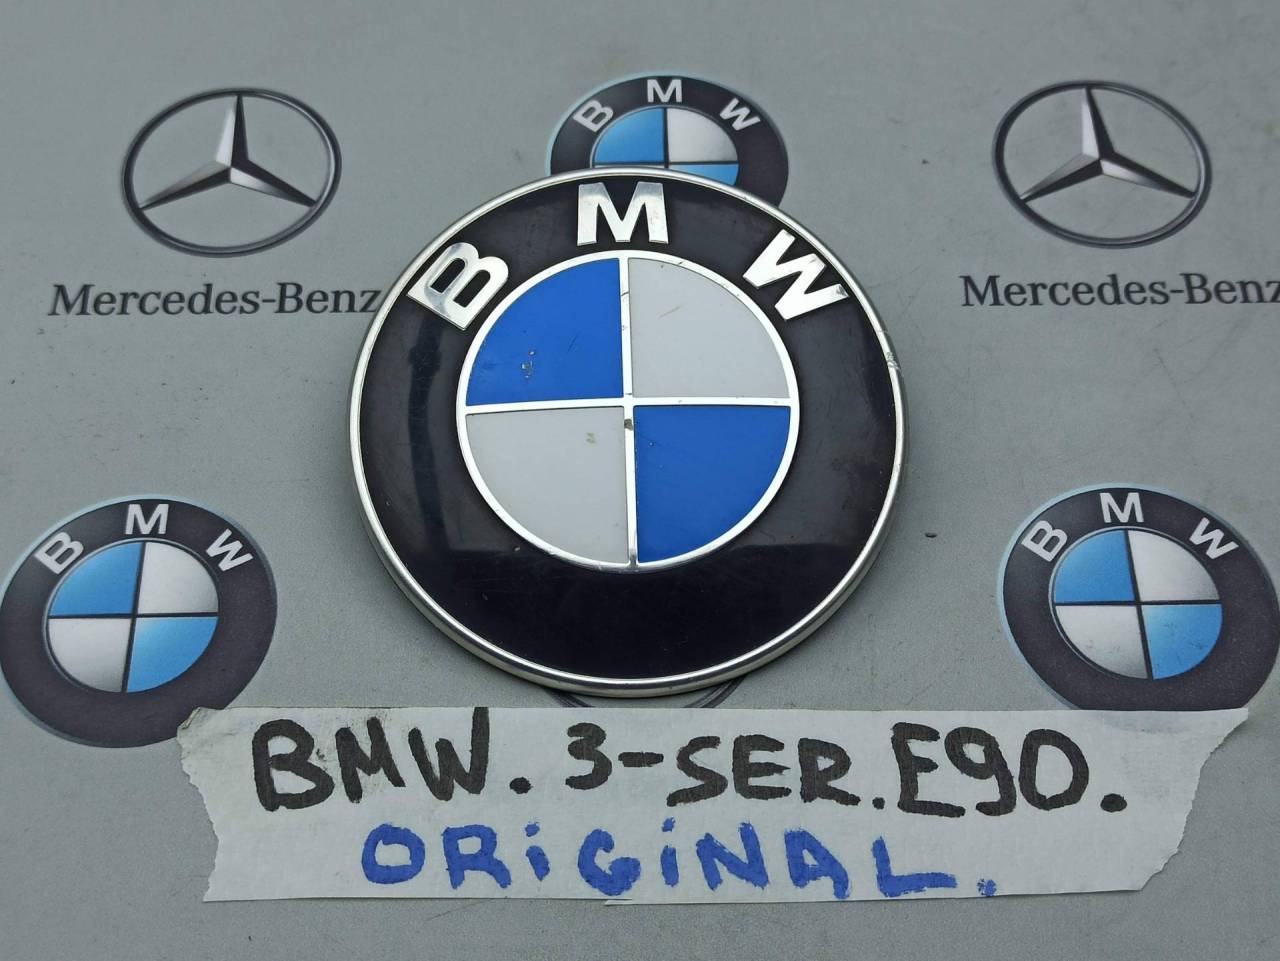 BMW
BMW
Mercedes-Benz
Mercedes-Benz
BMW
BMW
BMW. 3-SER. E90.
ORiGiNAL.